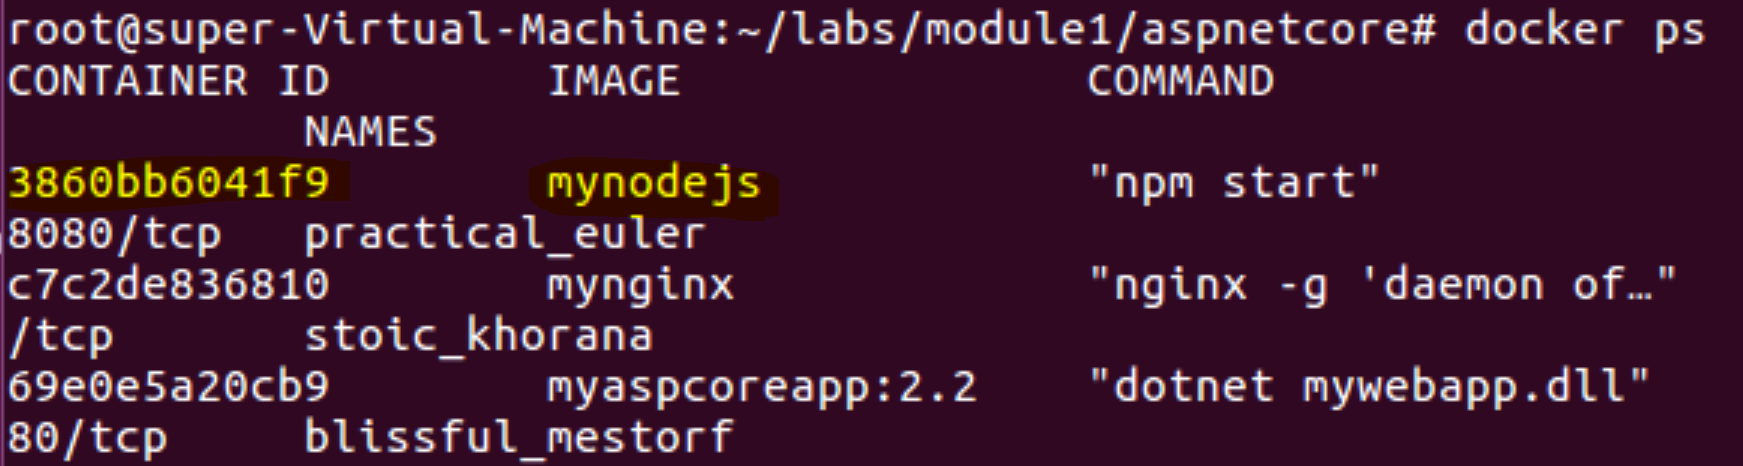 root@super-Virtual-Machine:~/labs/module1/aspnetcore# docker ps
CONTAINER ID IMAGE COMMAND
NAMES
3860bb6041f9 mynodejs "npm start"
8080/tcp practical_euler
c7c2de836810 mynginx "nginx -g 'daemon of…"
/tcp stoic_khorana
69e0e5a20cb9 myaspcoreapp:2.2 "dotnet mywebapp.dll"
80/tcp blissful_mestorf